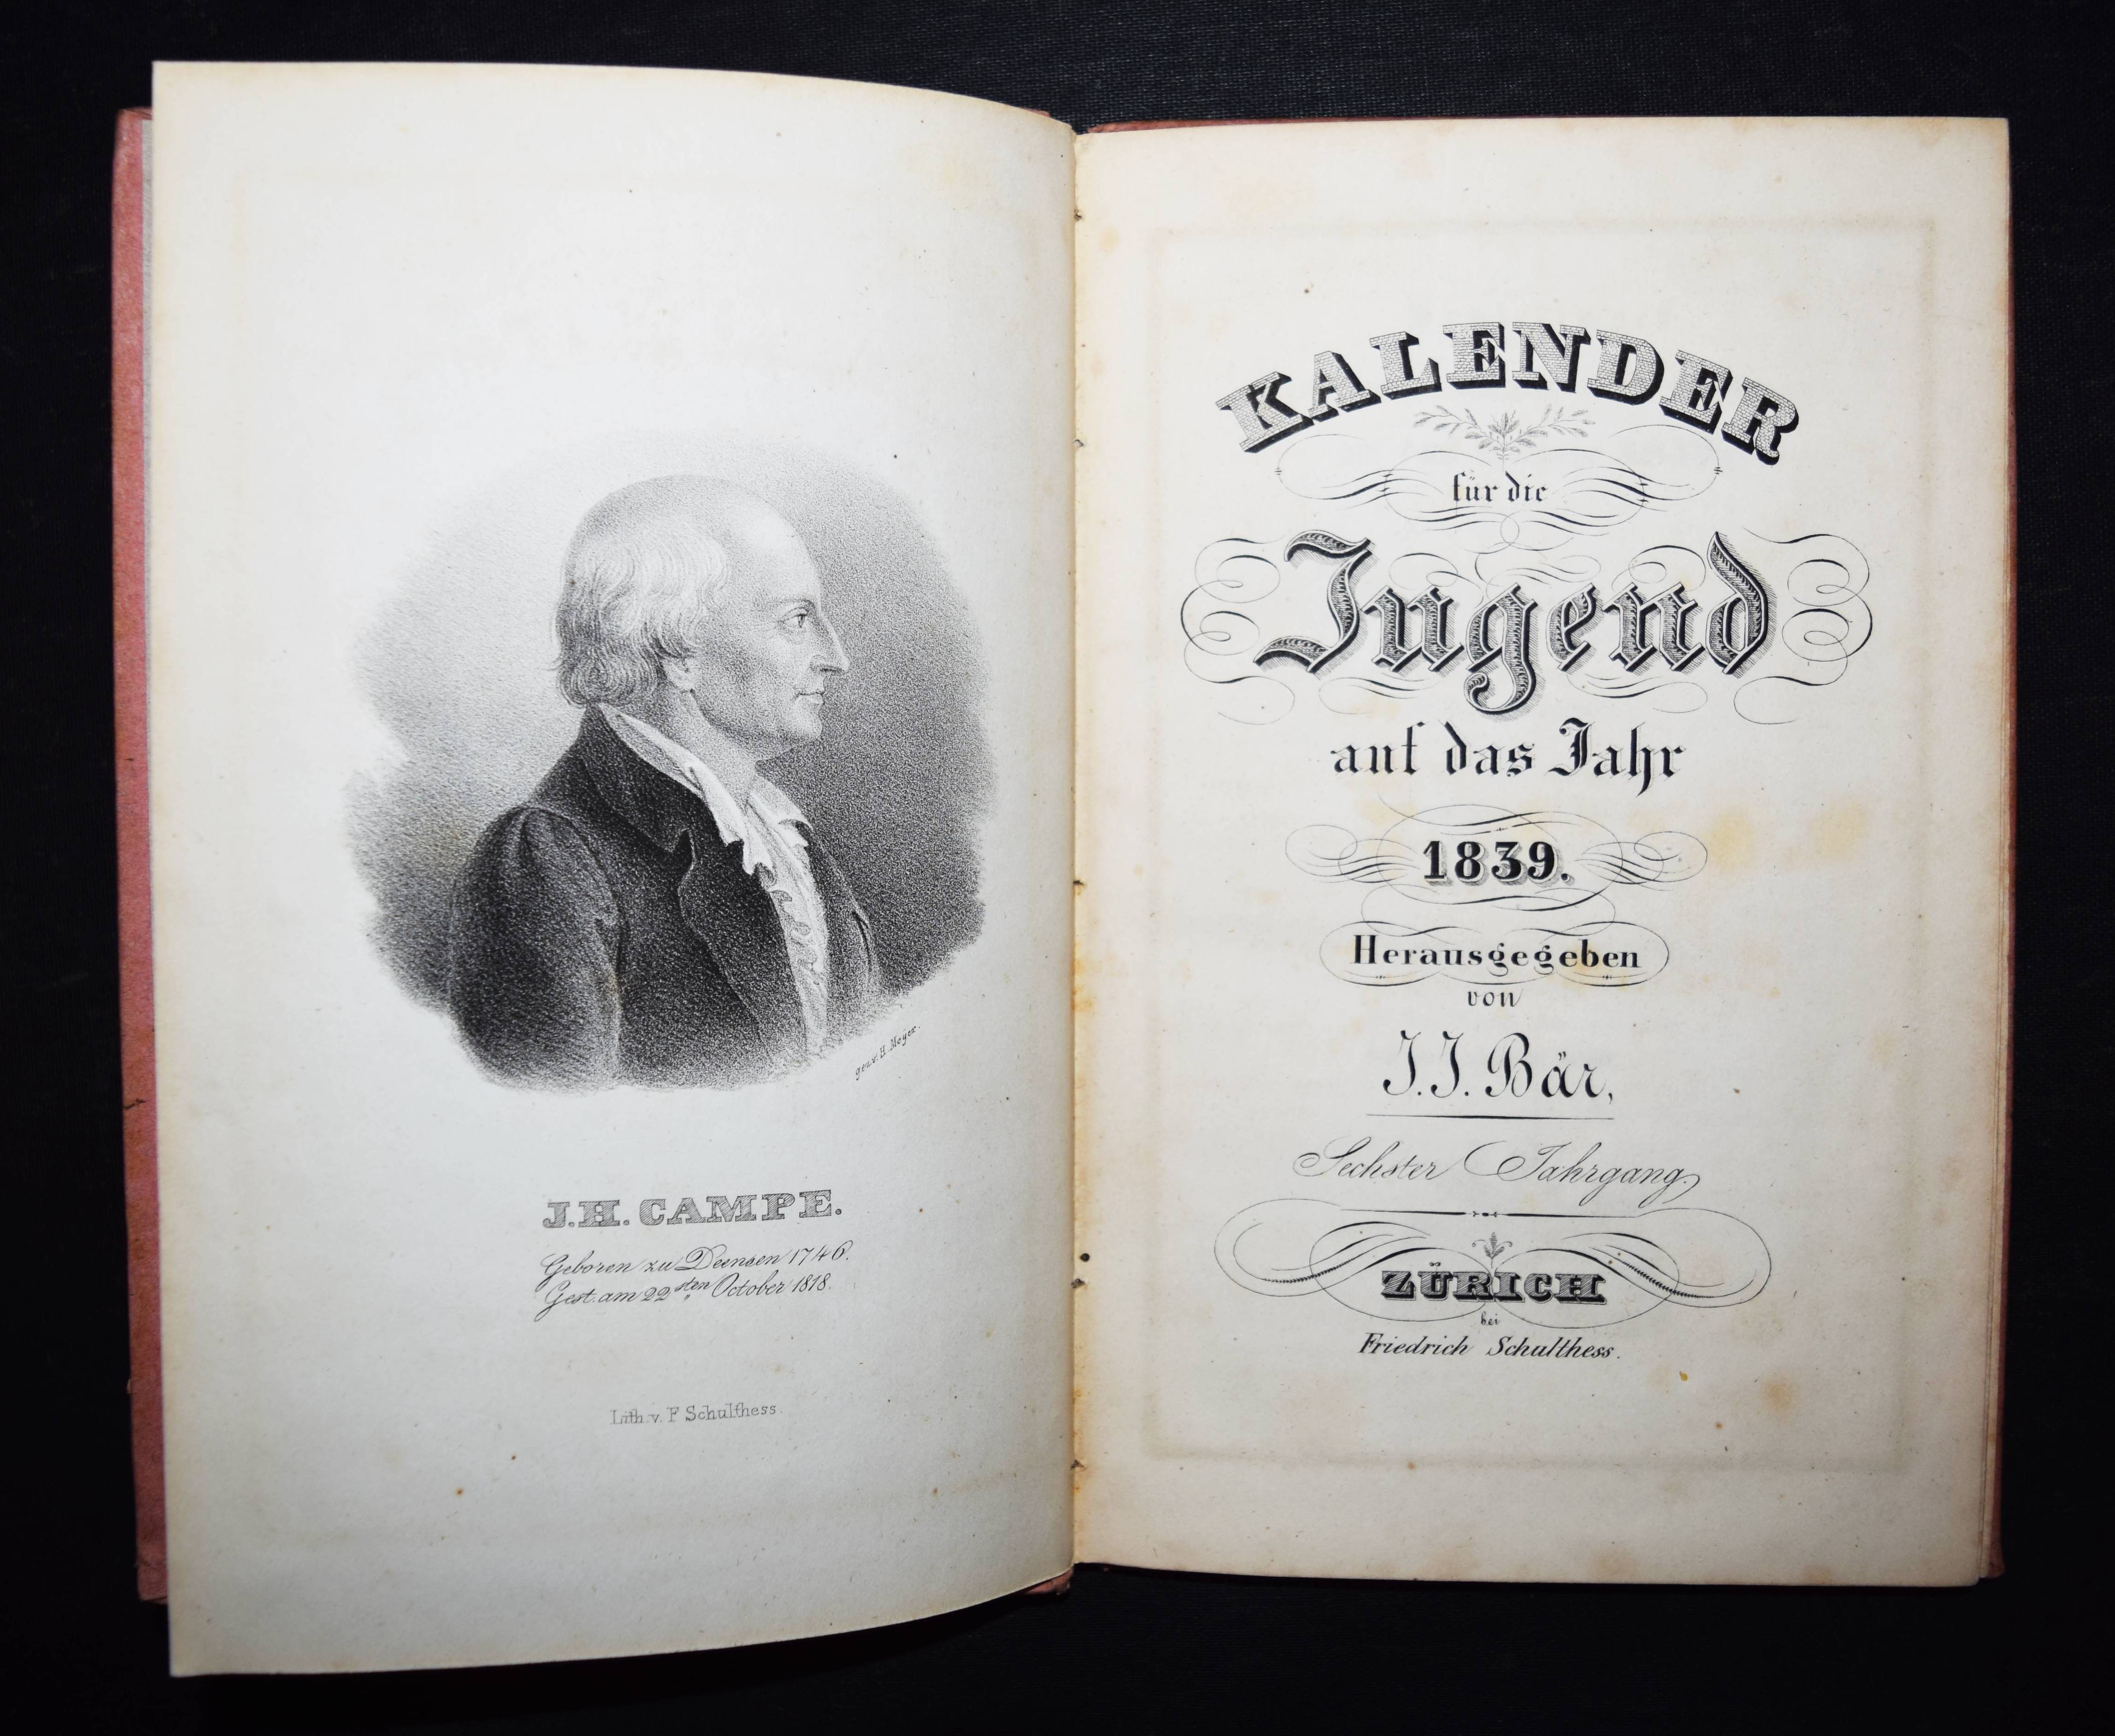 gez. v. H. Meyer.
J. H. CAMPE.
Geboren zu Deensen 1746.
Gest. am 22sten October 1818.
Lith. v. F Schulthess.
KALENDER
für die
Jugend
auf das Jahr
1839.
Herausgegeben
von
J. J. Bär,
Sechster Jahrgang.
ZÜRICH
bei
Friedrich Schulthess.